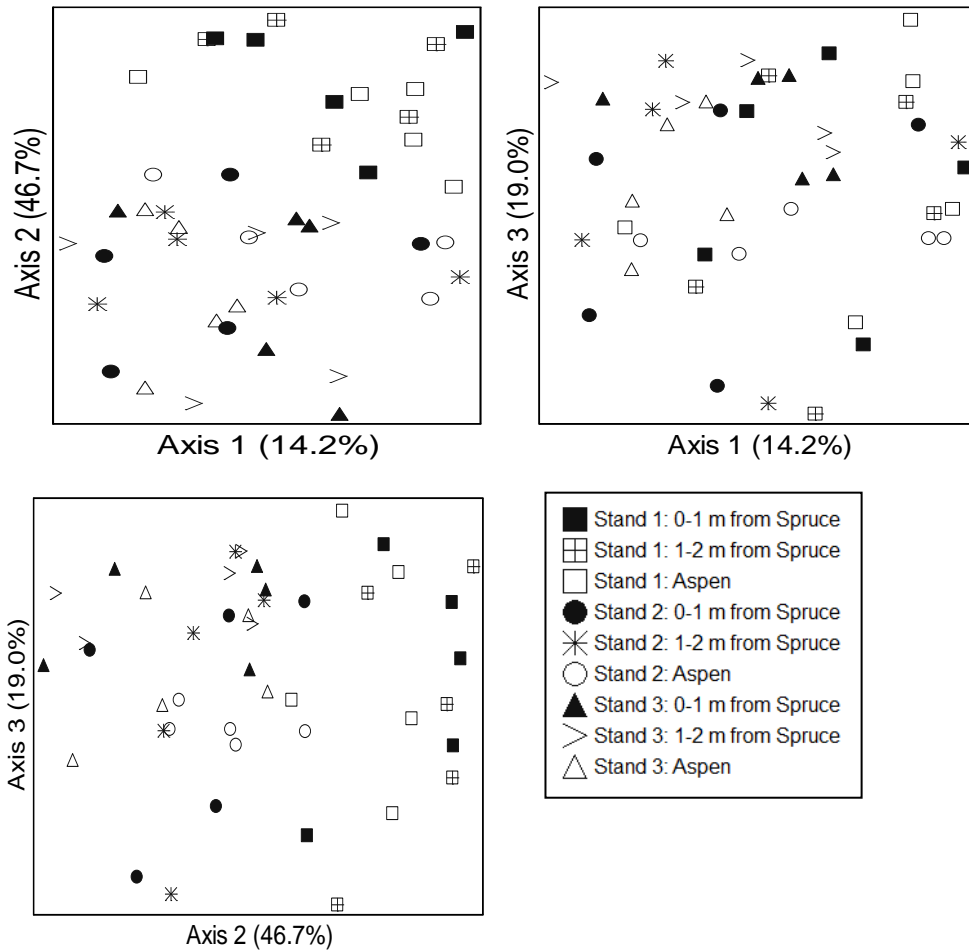 Axis 2 (46.7%)
Axis 1 (14.2%)
Axis 3 (19.0%)
Axis 1 (14.2%)
Axis 3 (19.0%)
Axis 2 (46.7%)
Stand 1: 0-1 m from Spruce
Stand 1: 1-2 m from Spruce
Stand 1: Aspen
Stand 2: 0-1 m from Spruce
Stand 2: 1-2 m from Spruce
Stand 2: Aspen
Stand 3: 0-1 m from Spruce
Stand 3: 1-2 m from Spruce
Stand 3: Aspen